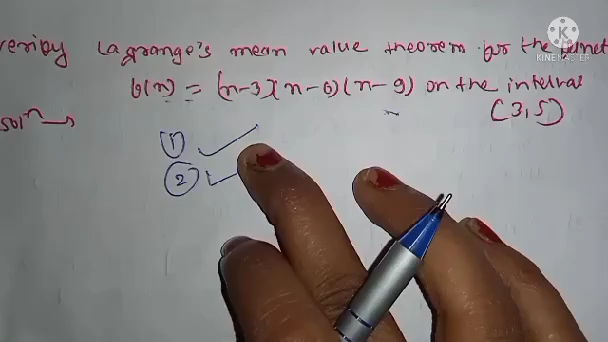 verify Lagrange's mean value theorem for the funct
f(x) = (x-3)(x-6)(x-9) on the interval
(3,5)
Solⁿ →
①
②
KINEMASTER